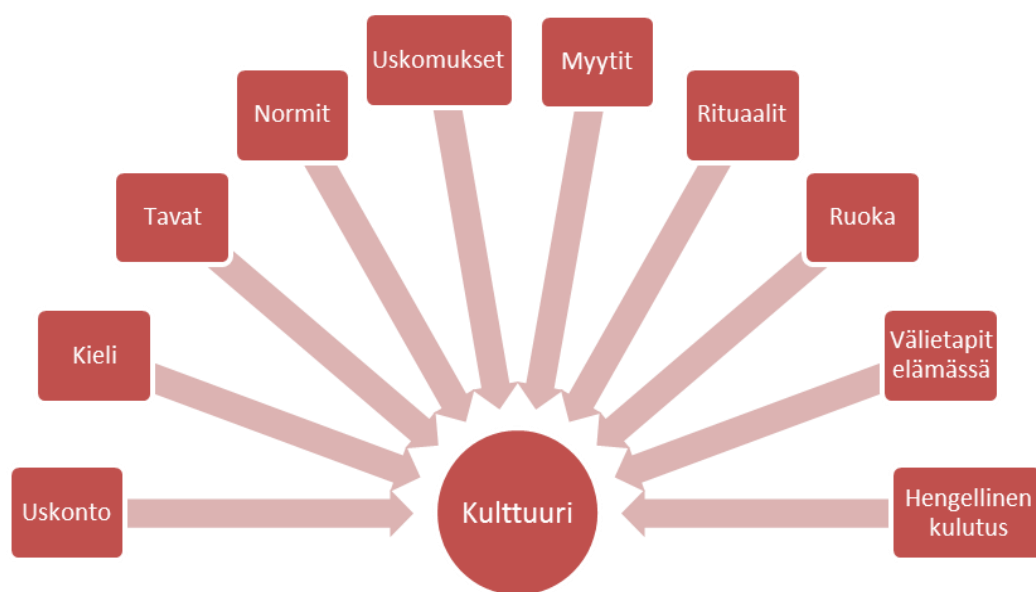 Uskomukset
Myytit
Normit
Rituaalit
Tavat
Ruoka
Kieli
Välietapit
elämässä
Uskonto
Kulttuuri
Hengellinen
kulutus